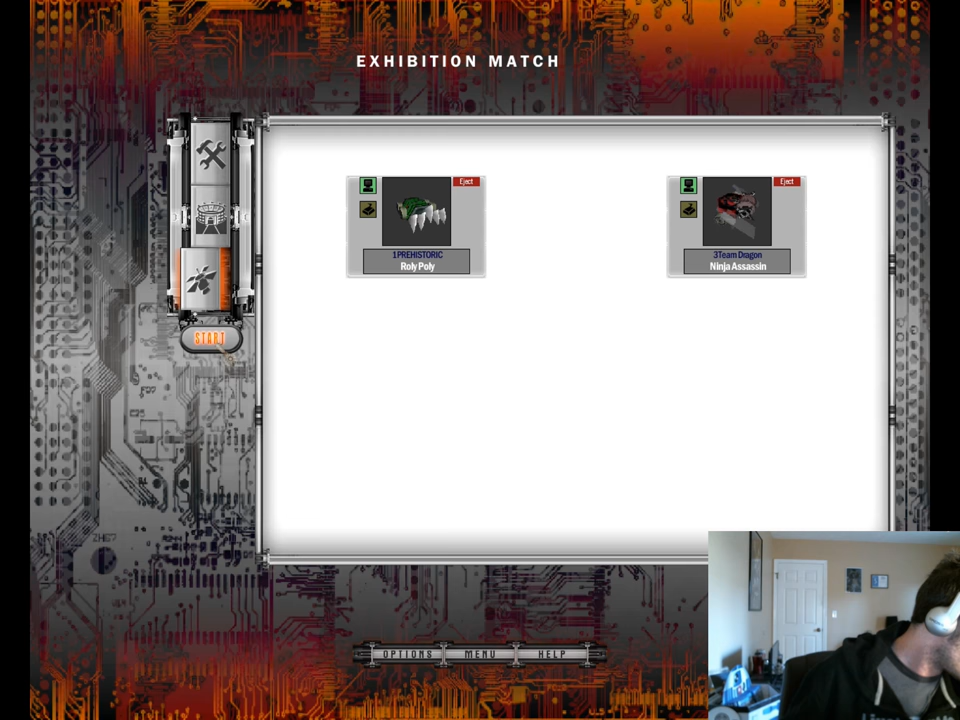 EXHIBITION MATCH
Eject
1PREHISTORIC
Roly Poly
Eject
3Team Dragon
Ninja Assassin
START
OPTIONS MENU HELP